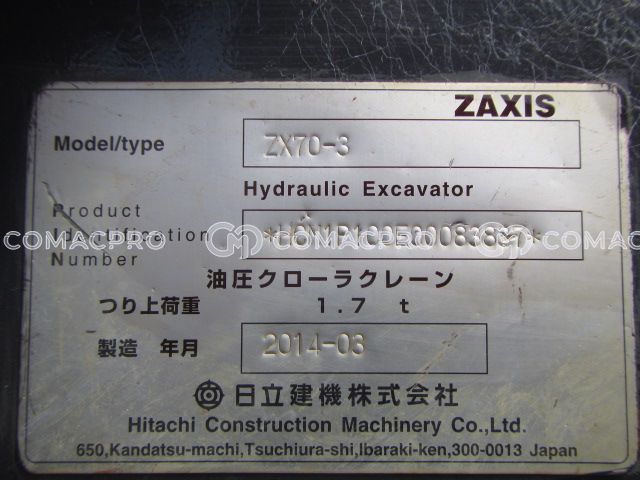 ZAXIS
Model/type ZX70-3
Hydraulic Excavator
Product
Identification
Number
COMACPRO COMACPRO COMACPRO
油圧クローラクレーン
つり上荷重 1.7 t
製造 年月 2014-03
日立建機株式会社
Hitachi Construction Machinery Co.,Ltd.
650,Kandatsu-machi,Tsuchiura-shi,Ibaraki-ken,300-0013 Japan